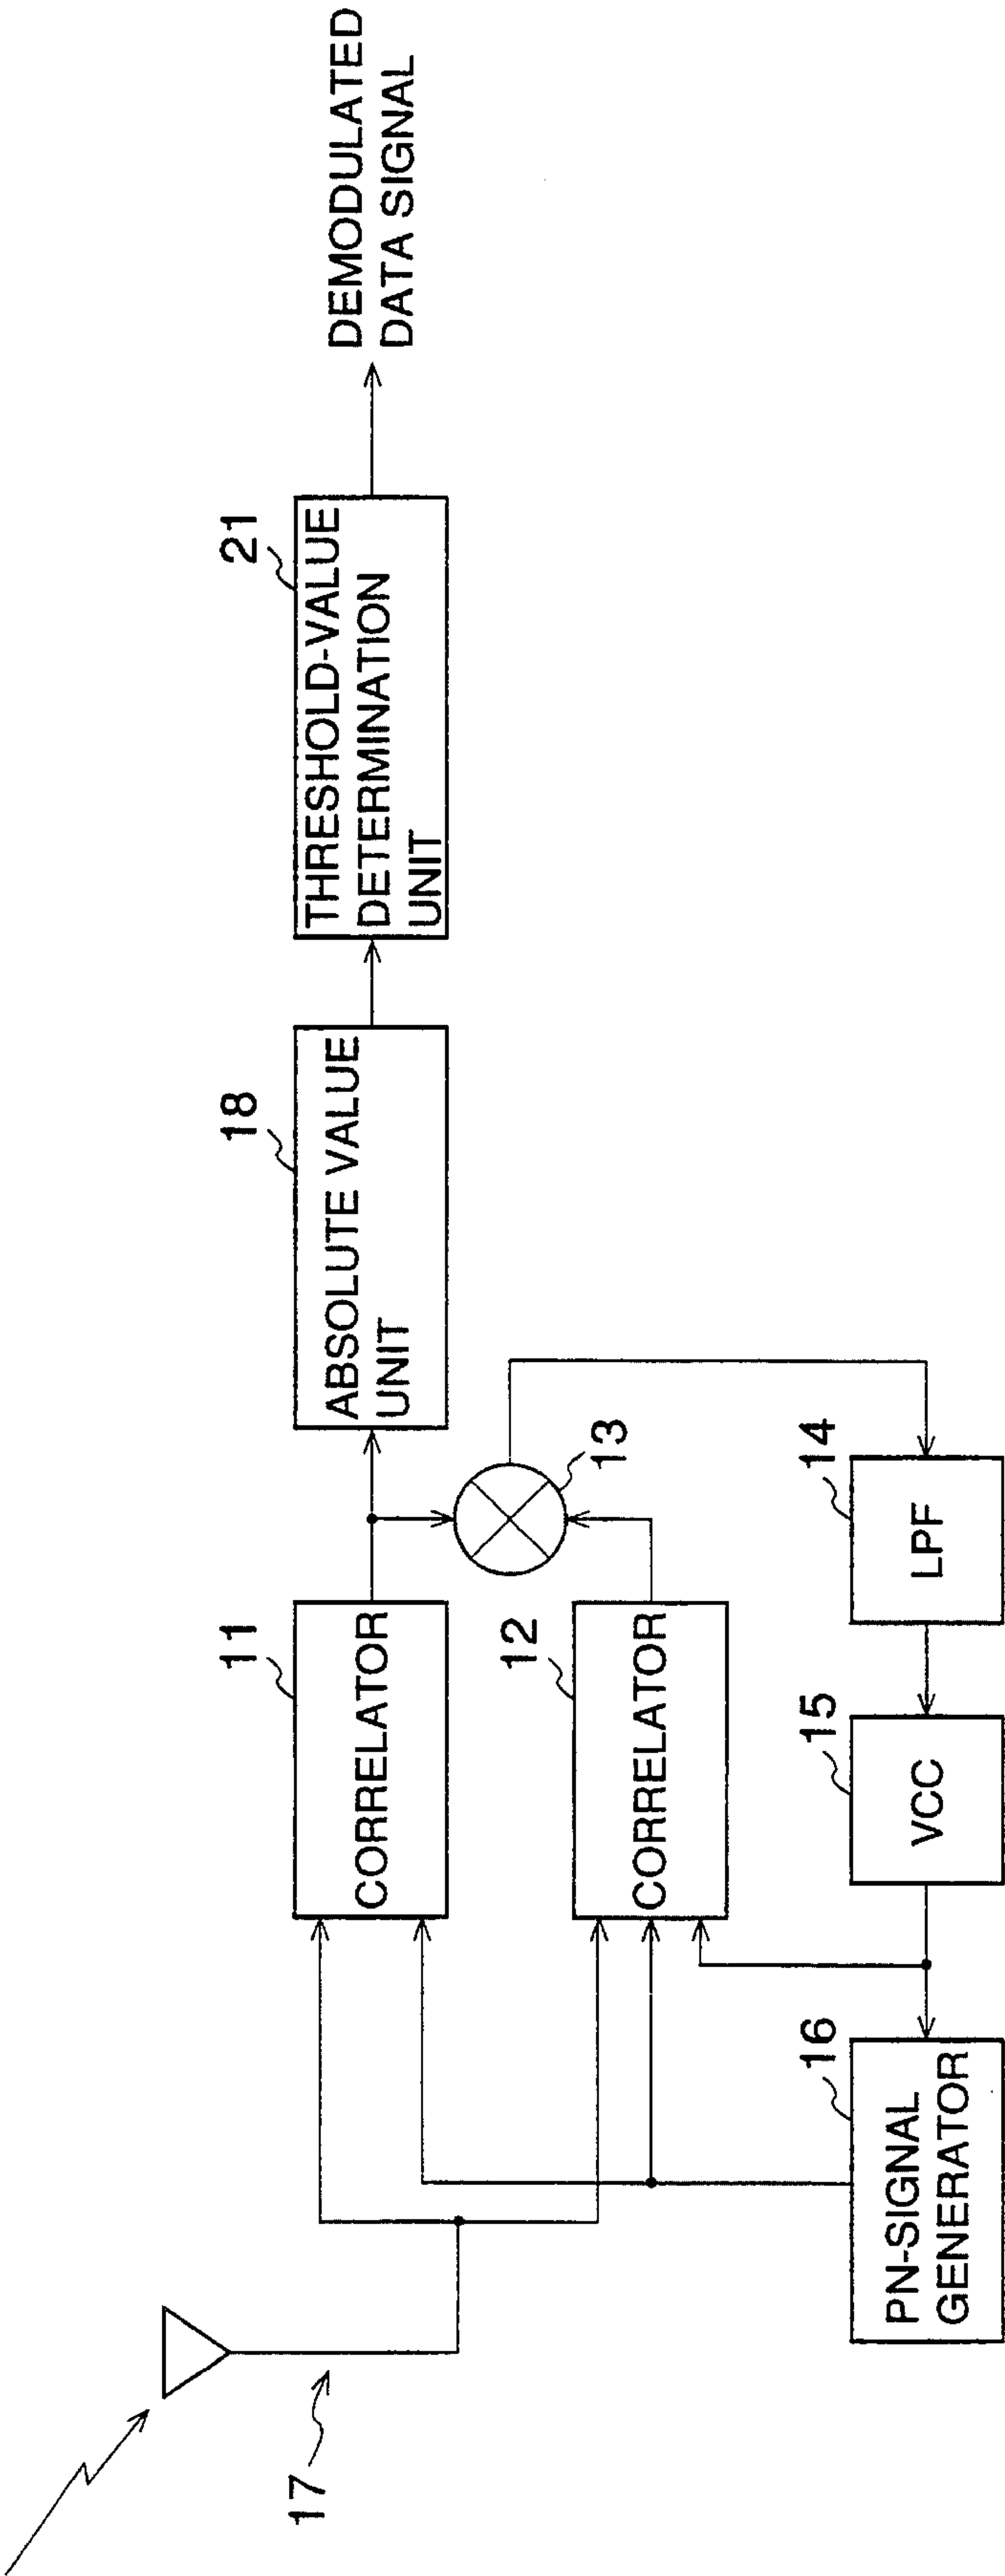 17
11
CORRELATOR
18
ABSOLUTE VALUE
UNIT
21
THRESHOLD-VALUE
DETERMINATION
UNIT
DEMODULATED
DATA SIGNAL
12
CORRELATOR
13
16
PN-SIGNAL
GENERATOR
15
VCC
14
LPF